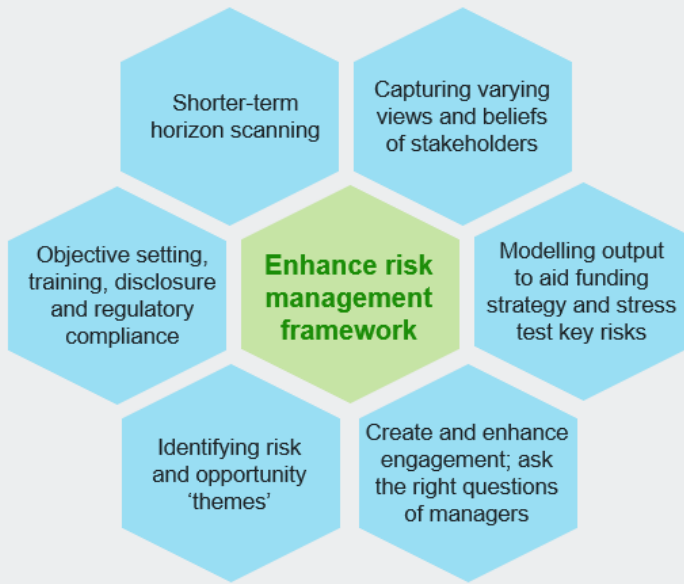 Shorter-term
horizon scanning
Capturing varying
views and beliefs
of stakeholders
Objective setting,
training, disclosure
and regulatory
compliance
Enhance risk
management
framework
Modelling output
to aid funding
strategy and stress
test key risks
Identifying risk
and opportunity
‘themes’
Create and enhance
engagement; ask
the right questions
of managers